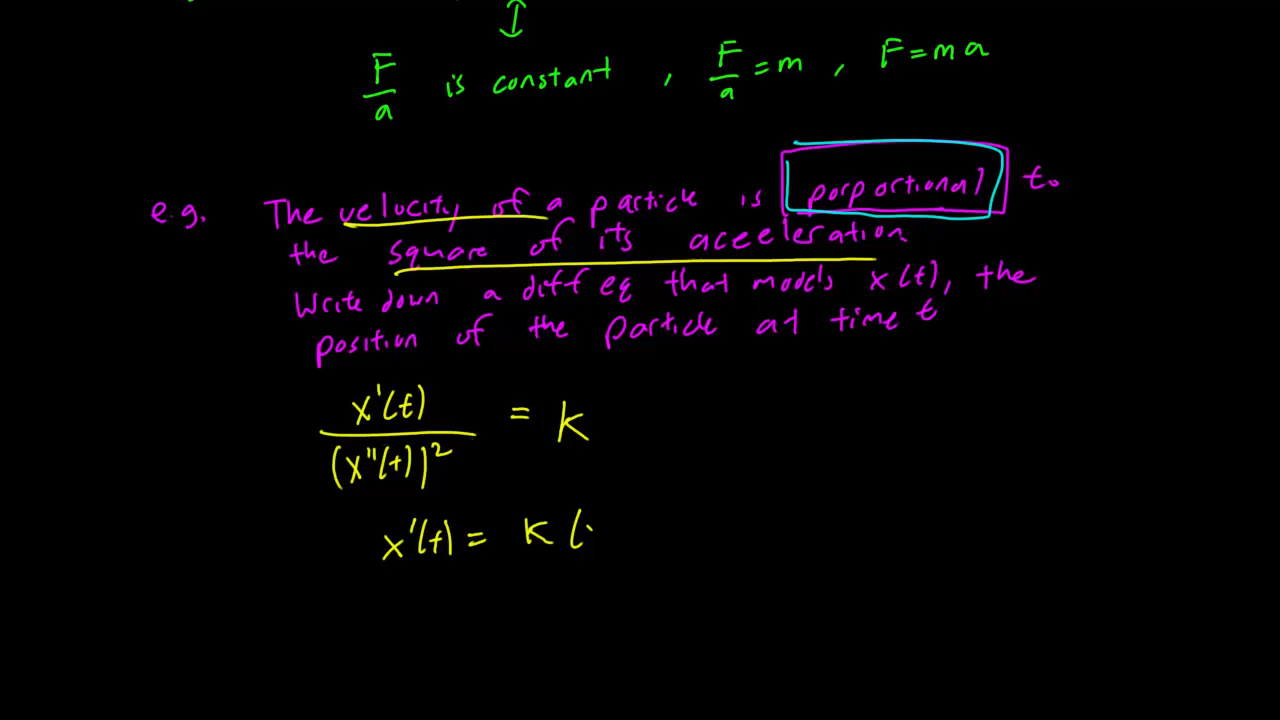 F/a is constant , F/a = m , F = ma
e.g. The velocity of a particle is porportional to
the square of its aceeleration
Write down a diff eq that models x(t), the
position of the particle at time t
x'(t)/(x''(t))² = K
x'(t) = K (